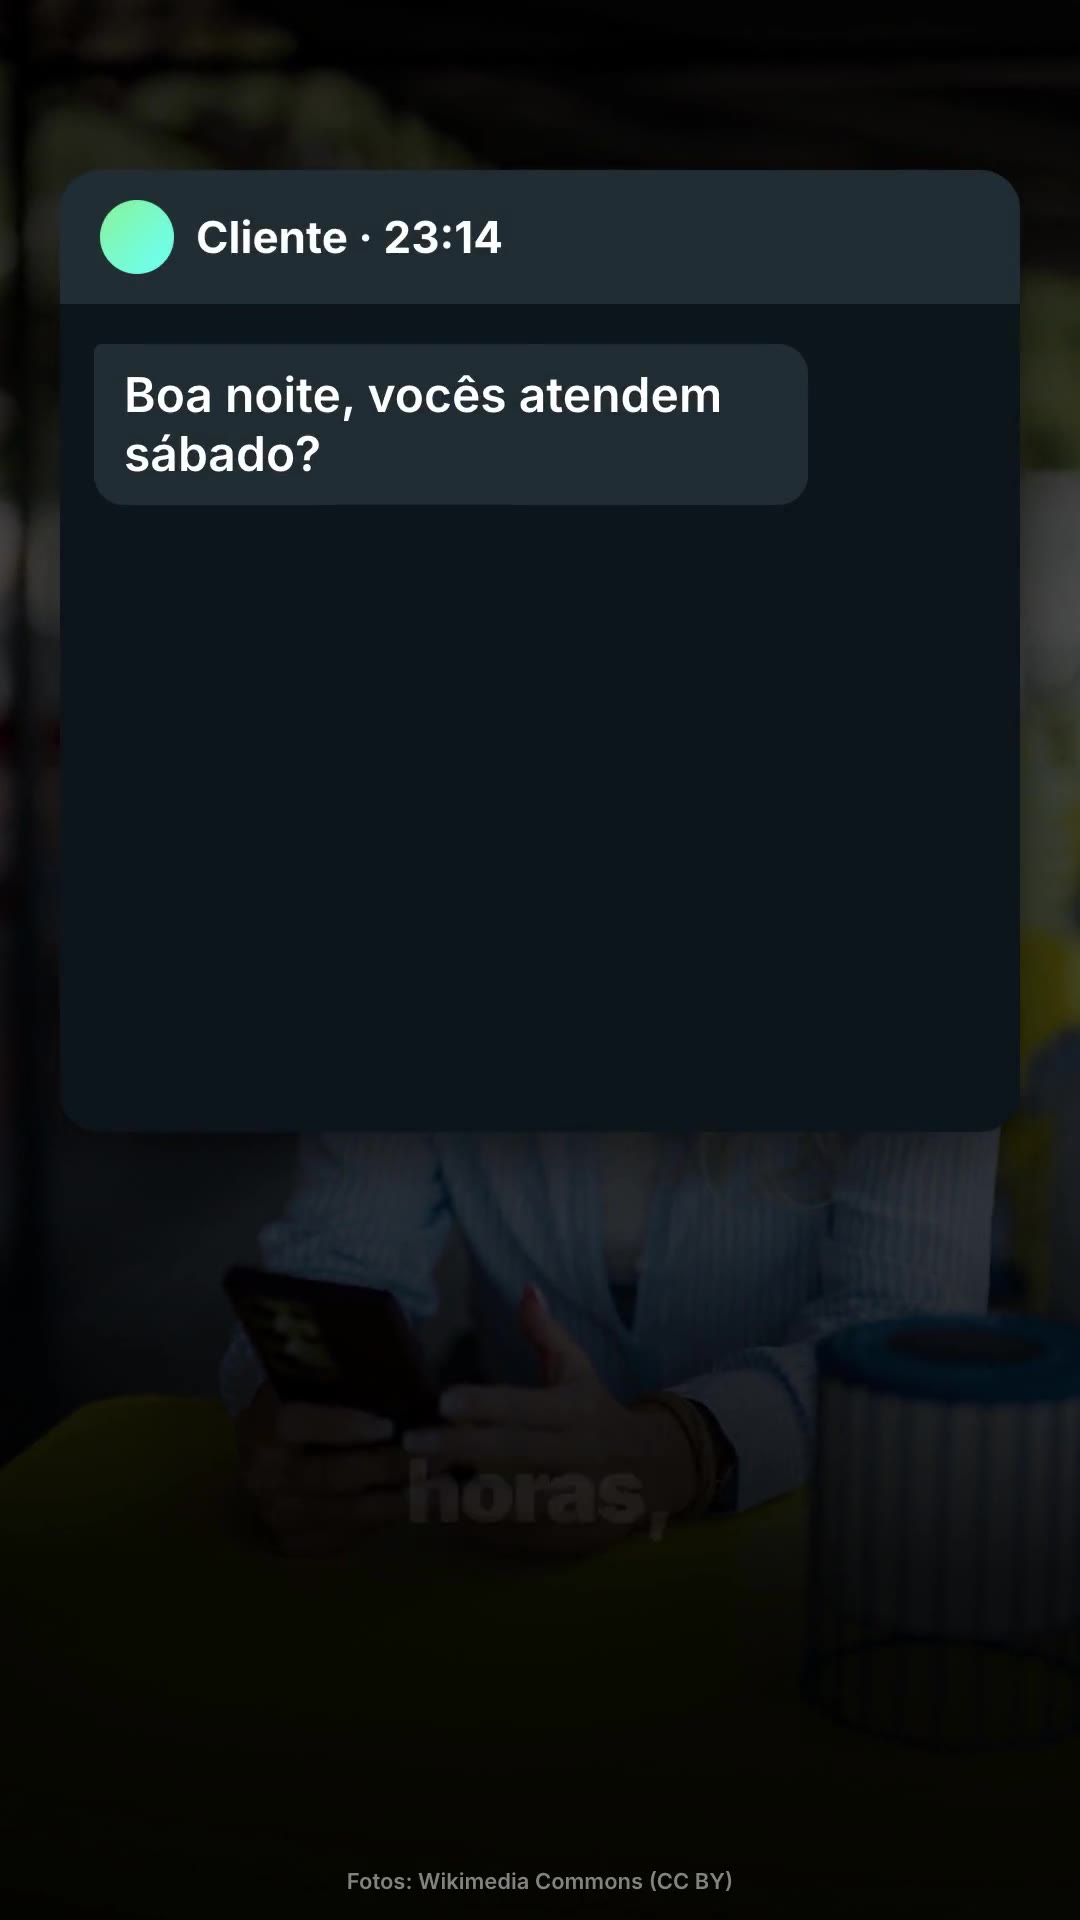 Cliente · 23:14
Boa noite, vocês atendem
sábado?
horas,
Fotos: Wikimedia Commons (CC BY)